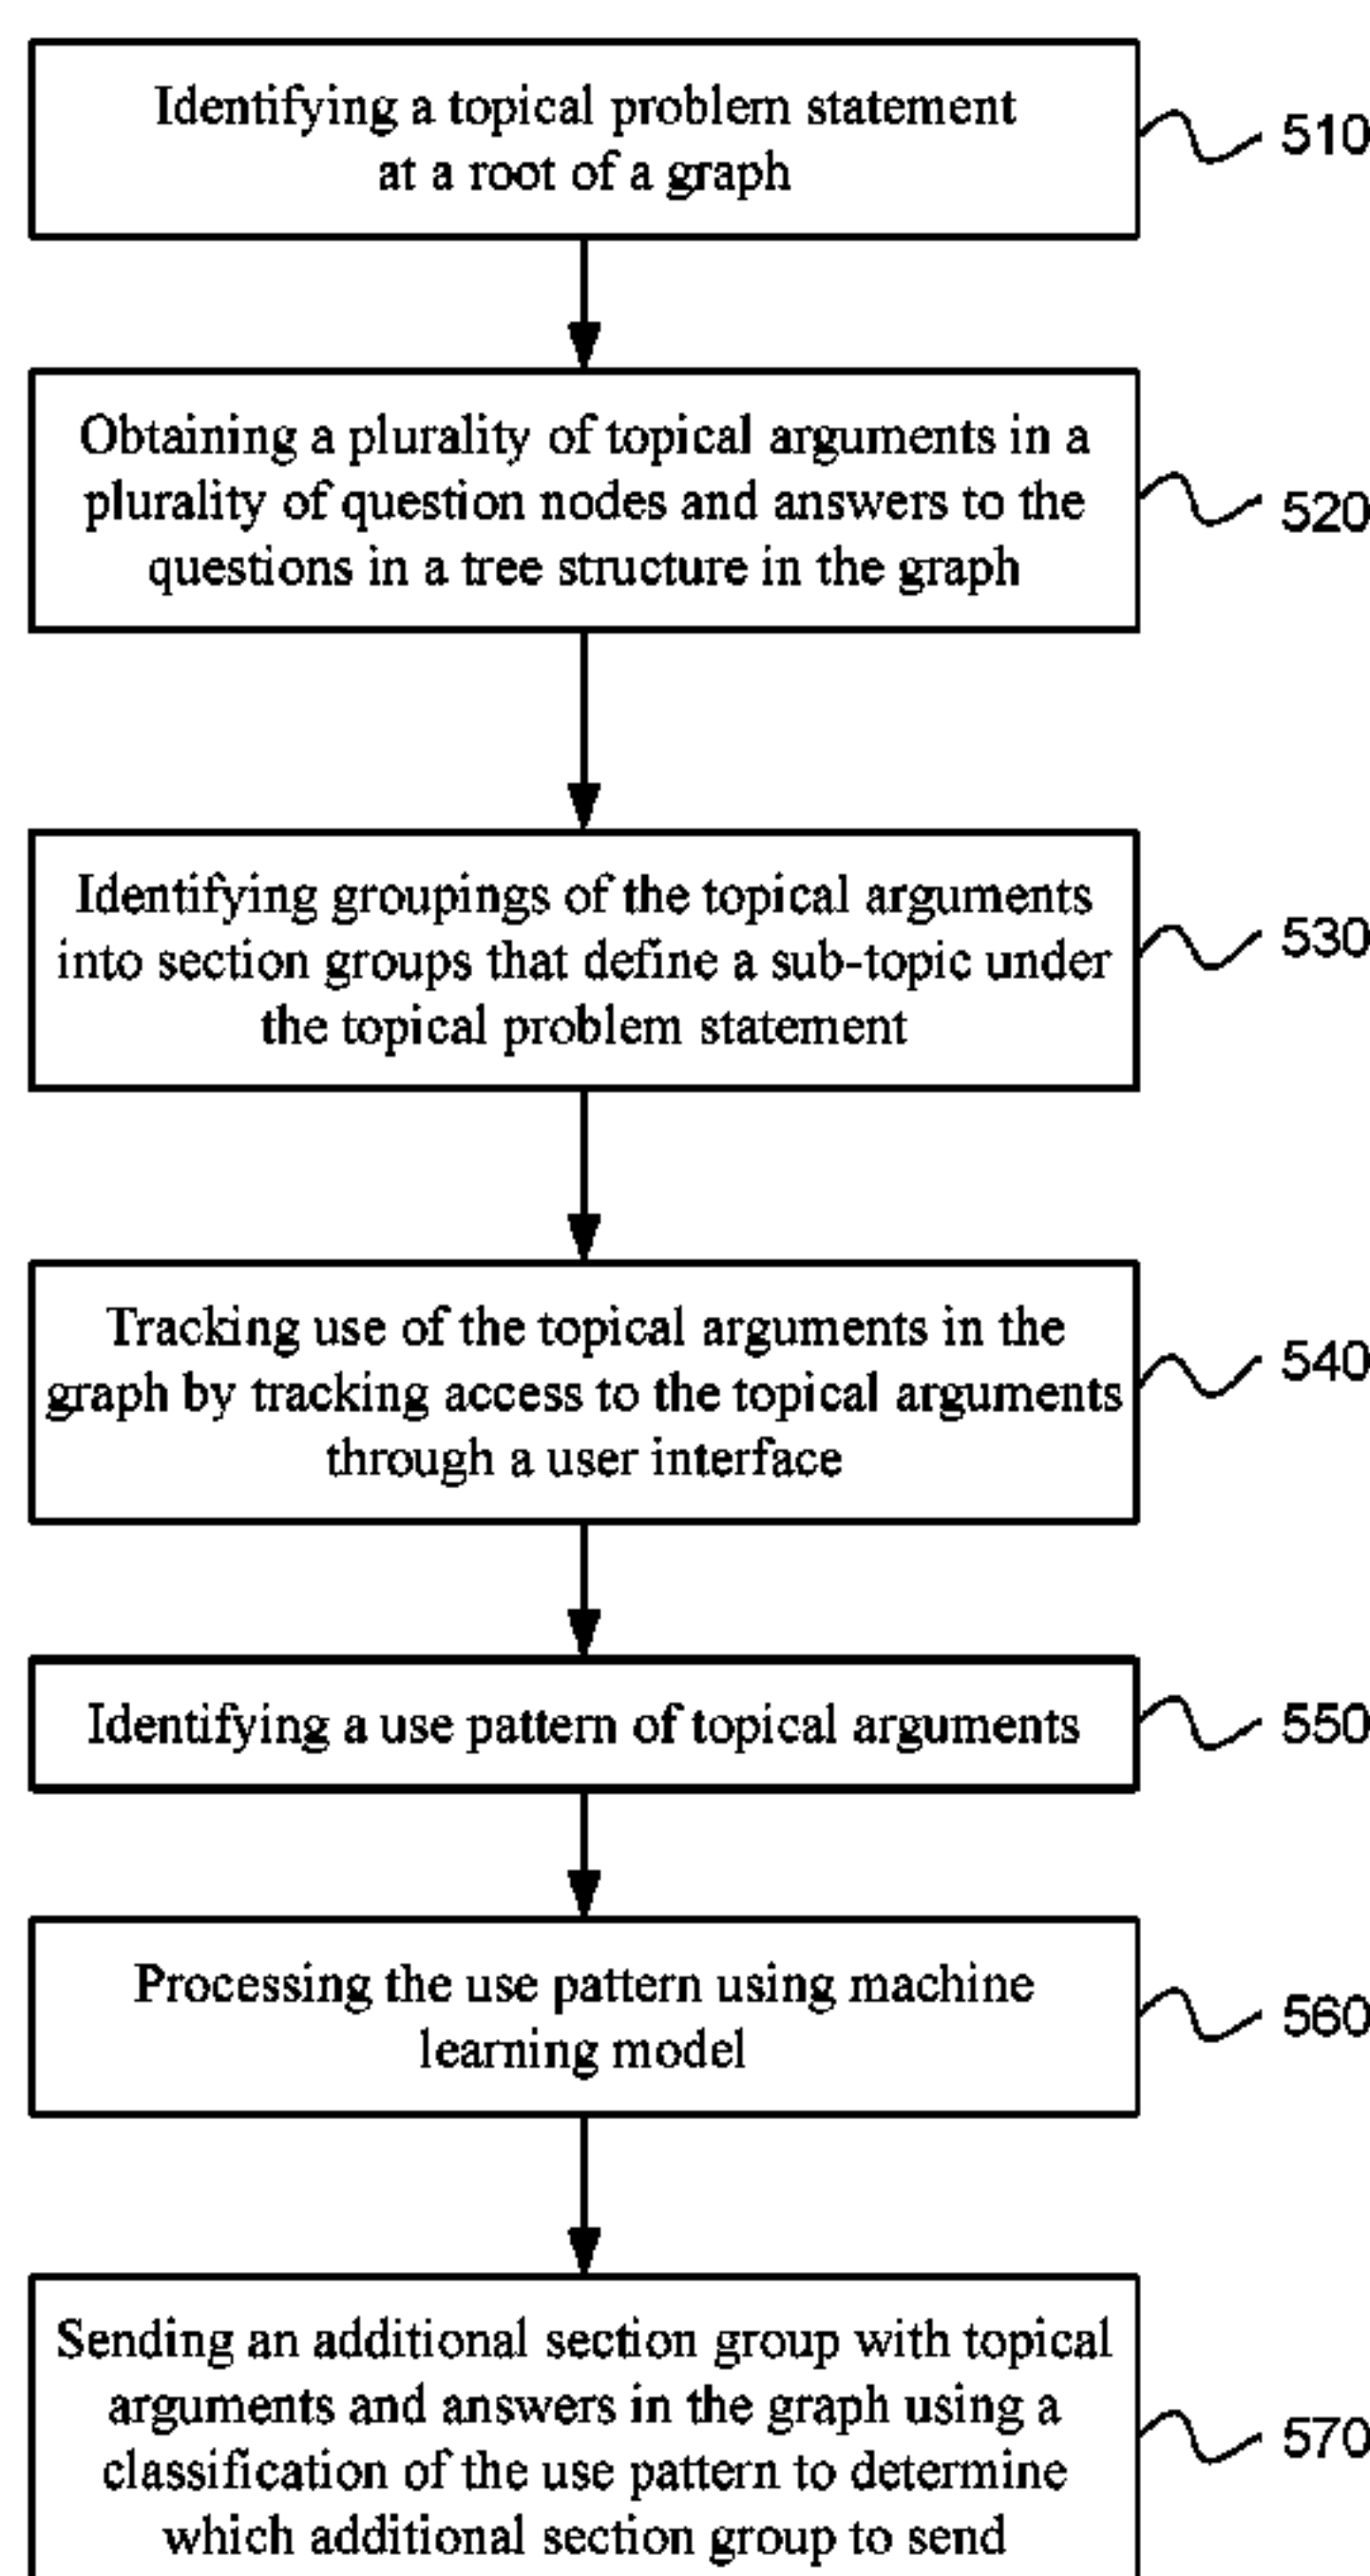 Identifying a topical problem statement
at a root of a graph
510
Obtaining a plurality of topical arguments in a
plurality of question nodes and answers to the
questions in a tree structure in the graph
520
Identifying groupings of the topical arguments
into section groups that define a sub-topic under
the topical problem statement
530
Tracking use of the topical arguments in the
graph by tracking access to the topical arguments
through a user interface
540
Identifying a use pattern of topical arguments
550
Processing the use pattern using machine
learning model
560
Sending an additional section group with topical
arguments and answers in the graph using a
classification of the use pattern to determine
which additional section group to send
570